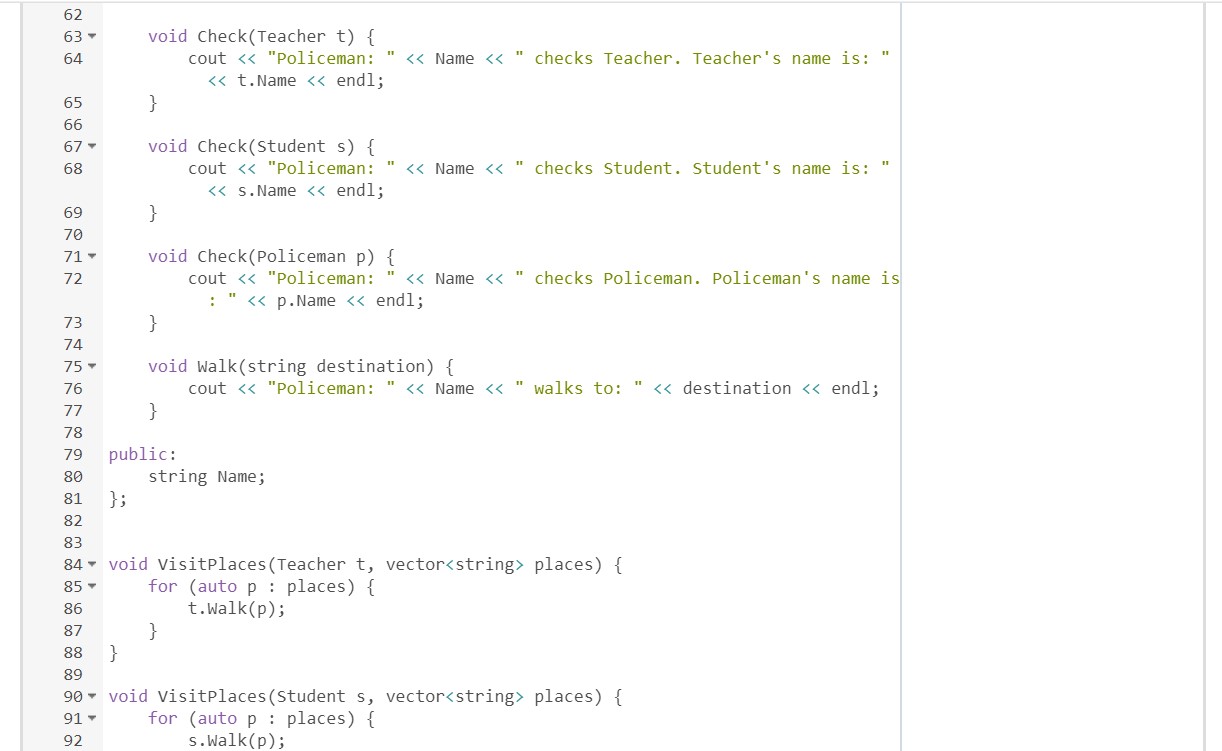 62
63 void Check(Teacher t) {
64 cout << "Policeman: " << Name << " checks Teacher. Teacher's name is: "
<< t.Name << endl;
65 }
66
67 void Check(Student s) {
68 cout << "Policeman: " << Name << " checks Student. Student's name is: "
<< s.Name << endl;
69 }
70
71 void Check(Policeman p) {
72 cout << "Policeman: " << Name << " checks Policeman. Policeman's name is
: " << p.Name << endl;
73 }
74
75 void Walk(string destination) {
76 cout << "Policeman: " << Name << " walks to: " << destination << endl;
77 }
78
79 public:
80 string Name;
81 };
82
83
84 void VisitPlaces(Teacher t, vector<string> places) {
85 for (auto p : places) {
86 t.Walk(p);
87 }
88 }
89
90 void VisitPlaces(Student s, vector<string> places) {
91 for (auto p : places) {
92 s.Walk(p);